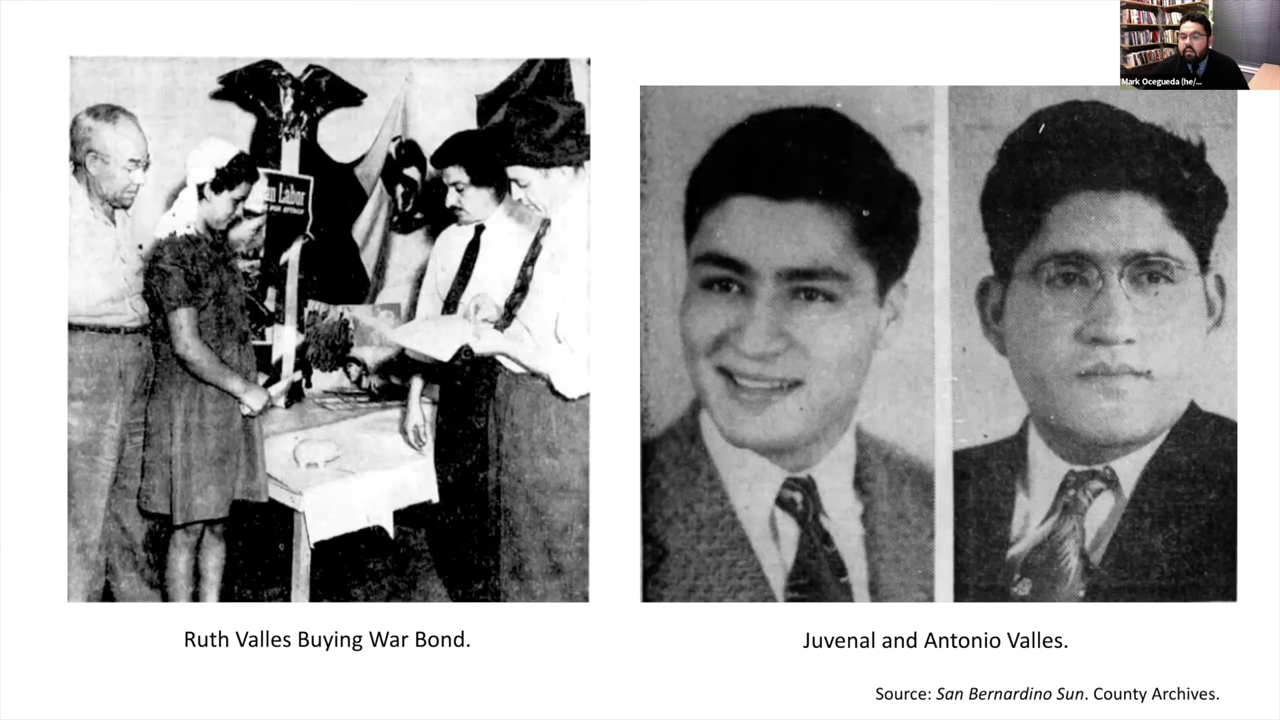 Mark Ocegueda (he/...
an Labor
Ruth Valles Buying War Bond.
Juvenal and Antonio Valles.
Source: San Bernardino Sun. County Archives.